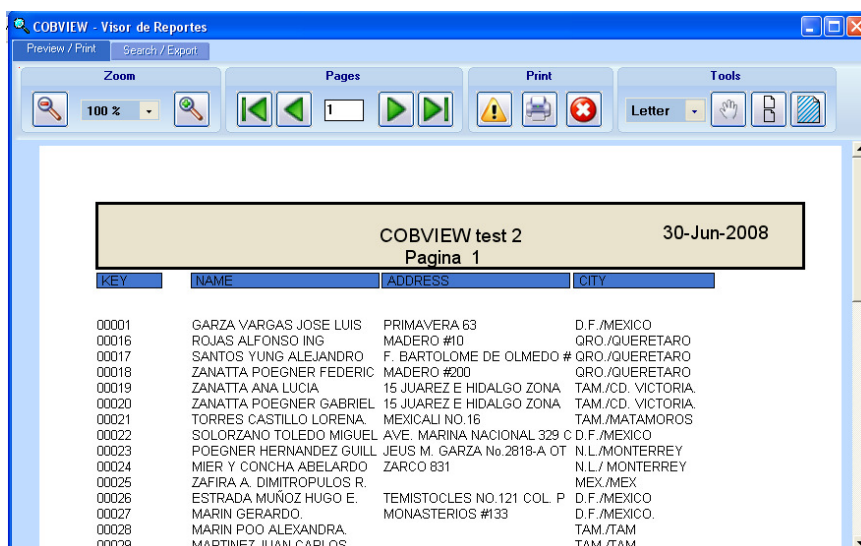 COBVIEW - Visor de Reportes
Preview / Print Search / Export
Zoom Pages Print Tools
100 % 1 Letter
COBVIEW test 2 30-Jun-2008
Pagina 1
KEY NAME ADDRESS CITY
00001 GARZA VARGAS JOSE LUIS PRIMAVERA 63 D.F./MEXICO
00016 ROJAS ALFONSO ING MADERO #10 QRO./QUERETARO
00017 SANTOS YUNG ALEJANDRO F. BARTOLOME DE OLMEDO # QRO./QUERETARO
00018 ZANATTA POEGNER FEDERIC MADERO #200 QRO./QUERETARO
00019 ZANATTA ANA LUCIA 15 JUAREZ E HIDALGO ZONA TAM./CD. VICTORIA.
00020 ZANATTA POEGNER GABRIEL 15 JUAREZ E HIDALGO ZONA TAM./CD. VICTORIA.
00021 TORRES CASTILLO LORENA. MEXICALI NO.16 TAM./MATAMOROS
00022 SOLORZANO TOLEDO MIGUEL AVE. MARINA NACIONAL 329 C D.F./MEXICO
00023 POEGNER HERNANDEZ GUILL JEUS M. GARZA No.2818-A OT N.L./MONTERREY
00024 MIER Y CONCHA ABELARDO ZARCO 831 N.L./ MONTERREY
00025 ZAFIRA A. DIMITROPULOS R. MEX./MEX
00026 ESTRADA MUÑOZ HUGO E. TEMISTOCLES NO.121 COL. P D.F./MEXICO
00027 MARIN GERARDO. MONASTERIOS #133 D.F./MEXICO.
00028 MARIN POO ALEXANDRA. TAM./TAM
00029 MARTINEZ JUAN CARLOS TAM./TAM